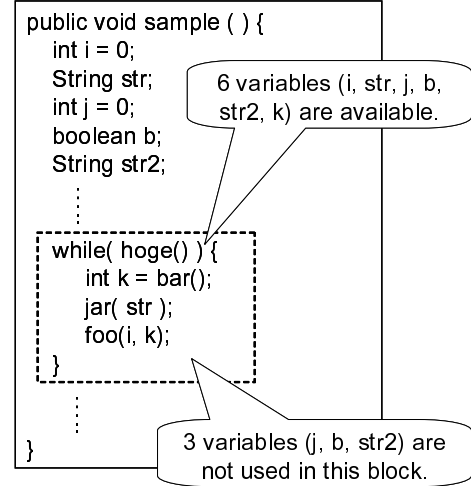 public void sample ( ) {
int i = 0;
String str;
int j = 0;
boolean b;
String str2;
6 variables (i, str, j, b,
str2, k) are available.
while( hoge() ) {
int k = bar();
jar( str );
foo(i, k);
}
3 variables (j, b, str2) are
not used in this block.
}